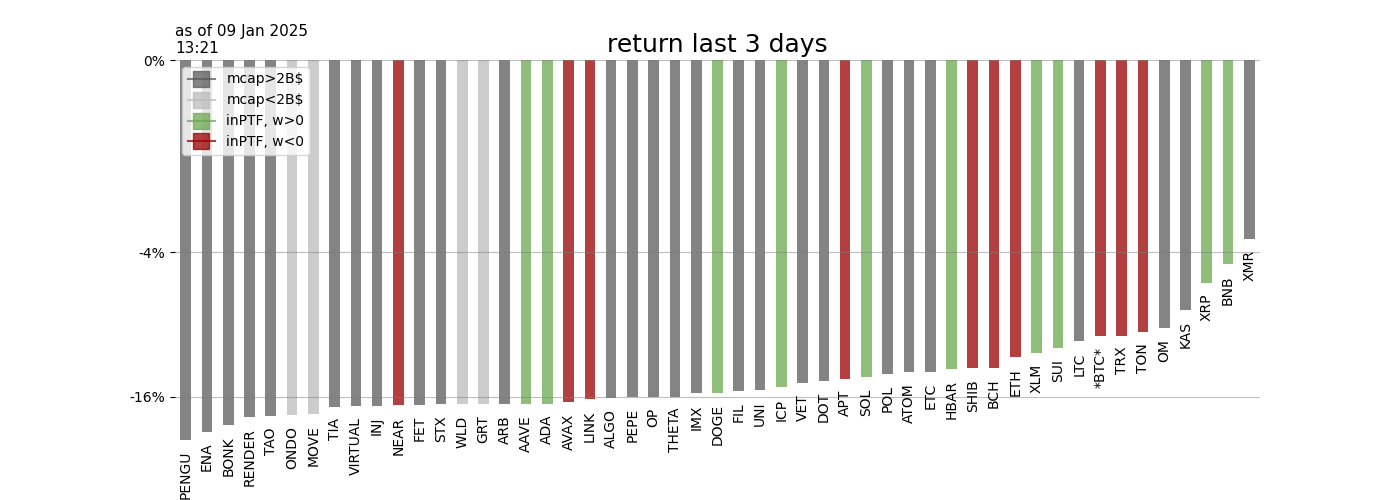 as of 09 Jan 2025
13:21
return last 3 days
0%
-4%
-16%
mcap>2B$
mcap<2B$
inPTF, w>0
inPTF, w<0
PENGU
ENA
BONK
RENDER
TAO
ONDO
MOVE
TIA
VIRTUAL
INJ
NEAR
FET
STX
WLD
GRT
ARB
AAVE
ADA
AVAX
LINK
ALGO
PEPE
OP
THETA
IMX
DOGE
FIL
UNI
ICP
VET
DOT
APT
SOL
POL
ATOM
ETC
HBAR
SHIB
BCH
ETH
XLM
SUI
LTC
*BTC*
TRX
TON
OM
KAS
XRP
BNB
XMR